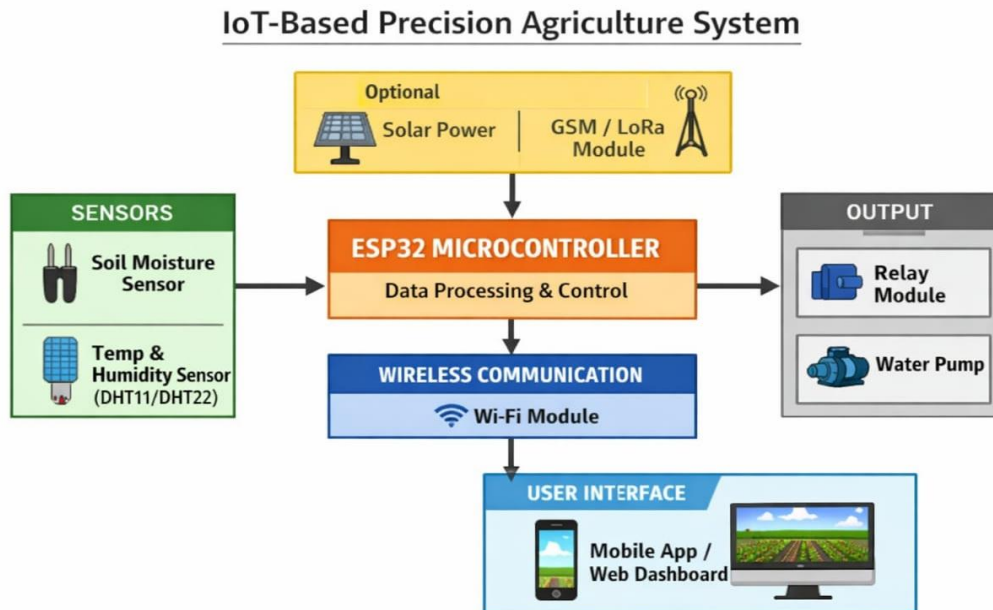 IoT-Based Precision Agriculture System
Optional
Solar Power
GSM / LoRa
Module
SENSORS
Soil Moisture
Sensor
Temp &
Humidity Sensor
(DHT11/DHT22)
ESP32 MICROCONTROLLER
Data Processing & Control
WIRELESS COMMUNICATION
Wi-Fi Module
OUTPUT
Relay
Module
Water Pump
USER INTERFACE
Mobile App /
Web Dashboard